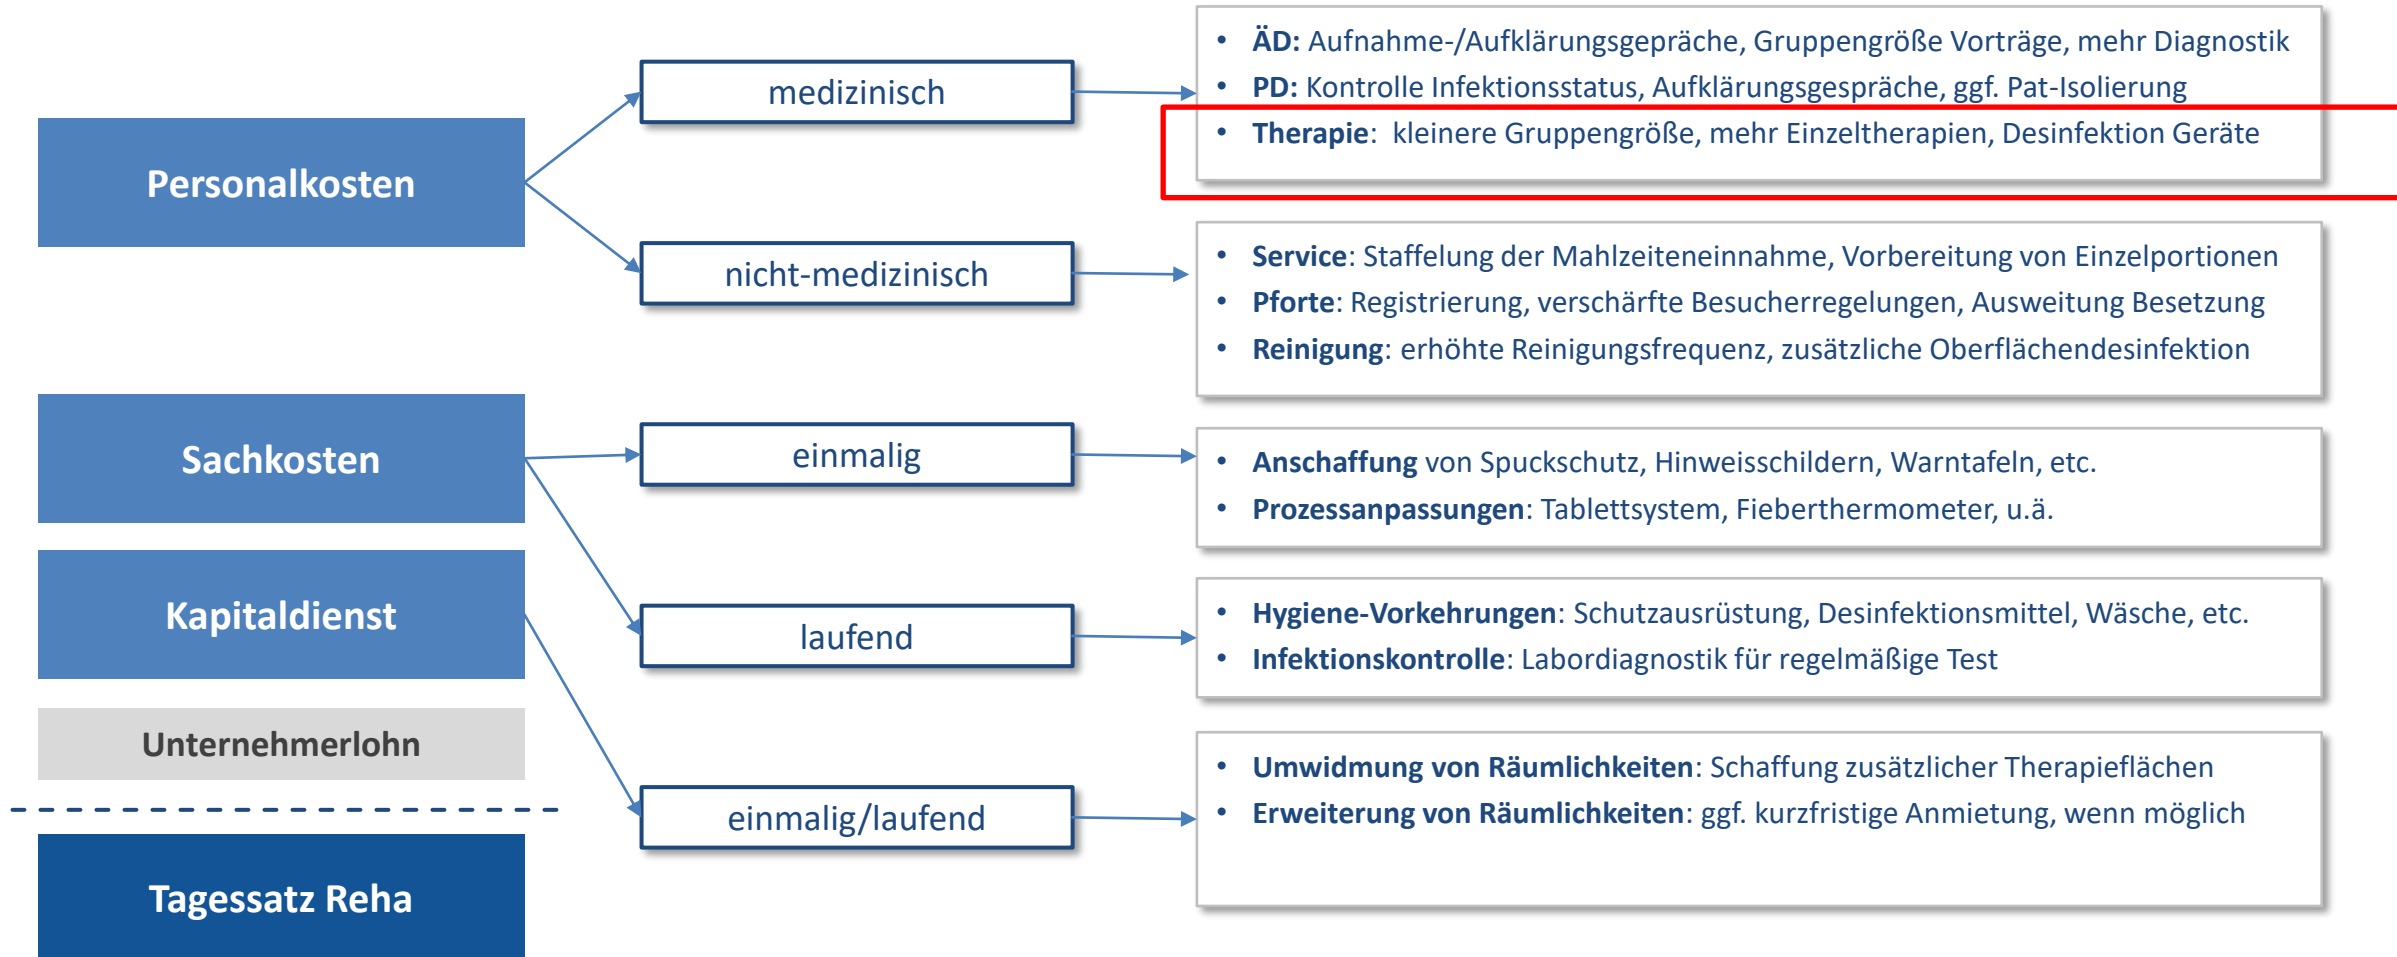 Personalkosten
medizinisch
• ÄD: Aufnahme-/Aufklärungsgepräche, Gruppengröße Vorträge, mehr Diagnostik
• PD: Kontrolle Infektionsstatus, Aufklärungsgespräche, ggf. Pat-Isolierung
• Therapie: kleinere Gruppengröße, mehr Einzeltherapien, Desinfektion Geräte
nicht-medizinisch
• Service: Staffelung der Mahlzeiteneinnahme, Vorbereitung von Einzelportionen
• Pforte: Registrierung, verschärfte Besucherregelungen, Ausweitung Besetzung
• Reinigung: erhöhte Reinigungsfrequenz, zusätzliche Oberflächendesinfektion
Sachkosten
einmalig
• Anschaffung von Spuckschutz, Hinweisschildern, Warntafeln, etc.
• Prozessanpassungen: Tablettsystem, Fieberthermometer, u.ä.
laufend
• Hygiene-Vorkehrungen: Schutzausrüstung, Desinfektionsmittel, Wäsche, etc.
• Infektionskontrolle: Labordiagnostik für regelmäßige Test
Kapitaldienst
einmalig/laufend
• Umwidmung von Räumlichkeiten: Schaffung zusätzlicher Therapieflächen
• Erweiterung von Räumlichkeiten: ggf. kurzfristige Anmietung, wenn möglich
Unternehmerlohn
Tagessatz Reha